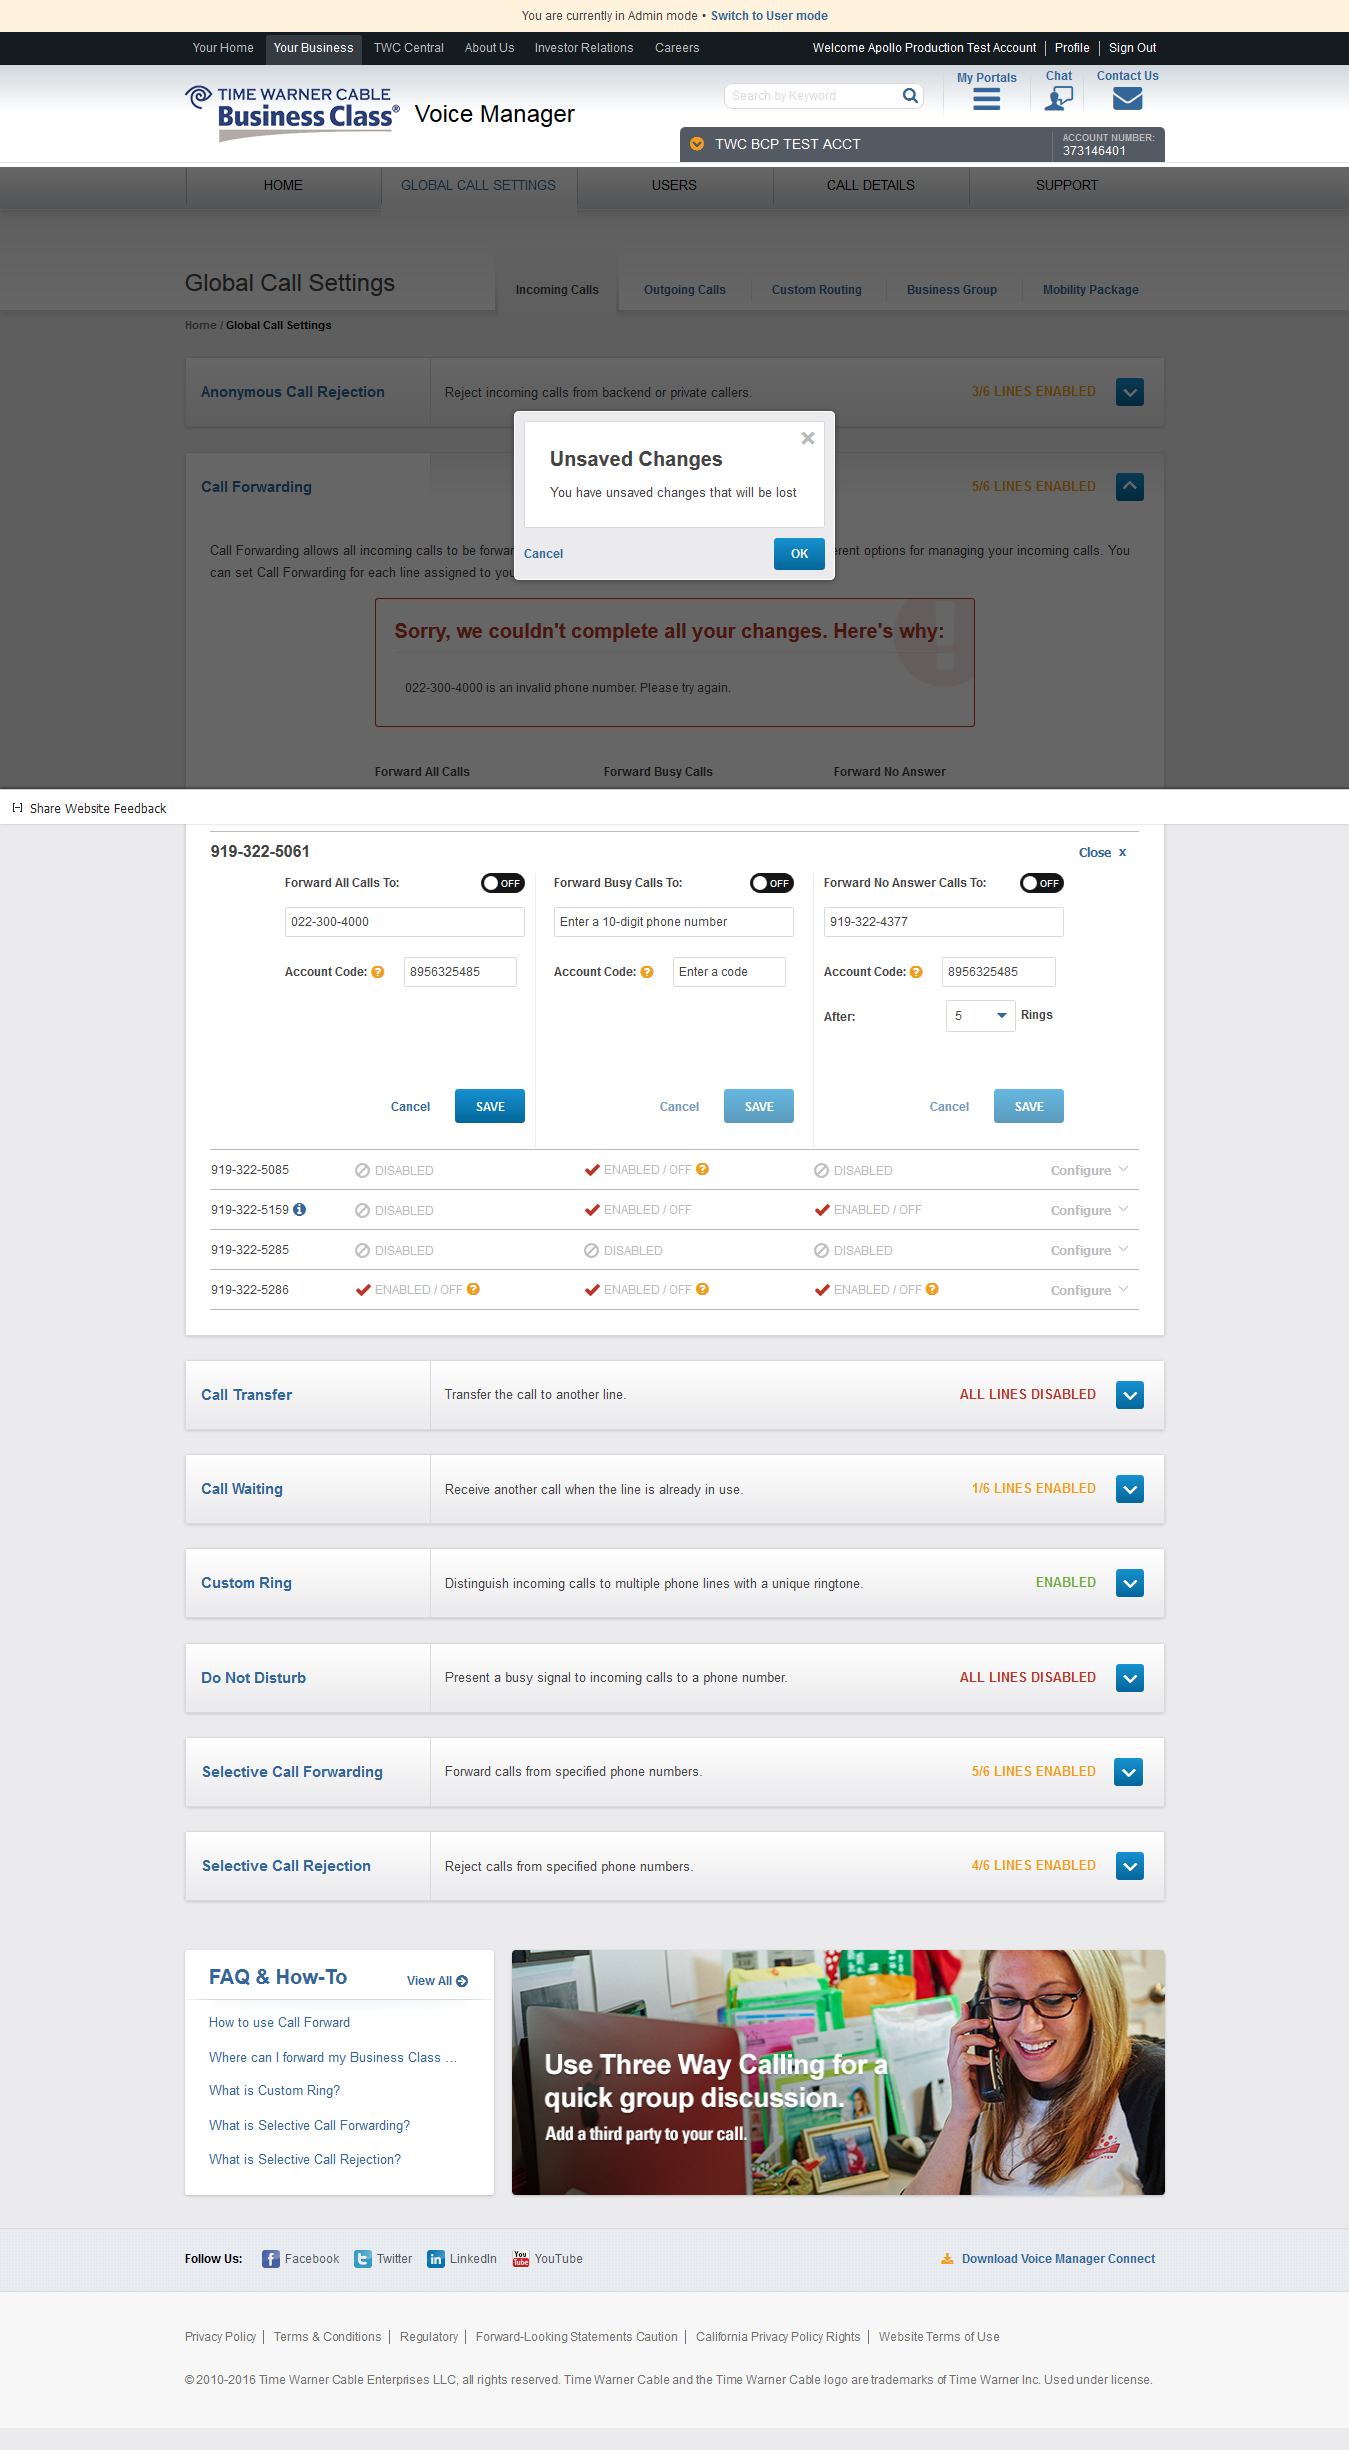 You are currently in Admin mode • Switch to User mode
Your Home Your Business TWC Central About Us Investor Relations Careers Welcome Apollo Production Test Account Profile Sign Out
TIME WARNER CABLE
Business Class®
Voice Manager
Search by Keyword
My Portals Chat Contact Us
TWC BCP TEST ACCT
ACCOUNT NUMBER:
373146401
HOME GLOBAL CALL SETTINGS USERS CALL DETAILS SUPPORT
Global Call Settings
Incoming Calls Outgoing Calls Custom Routing Business Group Mobility Package
Home / Global Call Settings
Anonymous Call Rejection Reject incoming calls from backend or private callers. 3/6 LINES ENABLED
Unsaved Changes
You have unsaved changes that will be lost
Cancel OK
Call Forwarding 5/6 LINES ENABLED
Call Forwarding allows all incoming calls to be forwar rent options for managing your incoming calls. You
can set Call Forwarding for each line assigned to you
Sorry, we couldn't complete all your changes. Here's why:
022-300-4000 is an invalid phone number. Please try again.
Forward All Calls Forward Busy Calls Forward No Answer
[-] Share Website Feedback
919-322-5061 Close x
Forward All Calls To: OFF Forward Busy Calls To: OFF Forward No Answer Calls To: OFF
022-300-4000 Enter a 10-digit phone number 919-322-4377
Account Code: ? 8956325485 Account Code: ? Enter a code Account Code: ? 8956325485
After: 5 Rings
Cancel SAVE Cancel SAVE Cancel SAVE
919-322-5085 DISABLED ENABLED / OFF ? DISABLED Configure
919-322-5159 i DISABLED ENABLED / OFF ENABLED / OFF Configure
919-322-5285 DISABLED DISABLED DISABLED Configure
919-322-5286 ENABLED / OFF ? ENABLED / OFF ? ENABLED / OFF ? Configure
Call Transfer Transfer the call to another line. ALL LINES DISABLED
Call Waiting Receive another call when the line is already in use. 1/6 LINES ENABLED
Custom Ring Distinguish incoming calls to multiple phone lines with a unique ringtone. ENABLED
Do Not Disturb Present a busy signal to incoming calls to a phone number. ALL LINES DISABLED
Selective Call Forwarding Forward calls from specified phone numbers. 5/6 LINES ENABLED
Selective Call Rejection Reject calls from specified phone numbers. 4/6 LINES ENABLED
FAQ & How-To View All
How to use Call Forward
Where can I forward my Business Class ...
What is Custom Ring?
What is Selective Call Forwarding?
What is Selective Call Rejection?
Use Three Way Calling for a
quick group discussion.
Add a third party to your call.
Follow Us: f Facebook t Twitter in LinkedIn You Tube YouTube Download Voice Manager Connect
Privacy Policy Terms & Conditions Regulatory Forward-Looking Statements Caution California Privacy Policy Rights Website Terms of Use
© 2010-2016 Time Warner Cable Enterprises LLC, all rights reserved. Time Warner Cable and the Time Warner Cable logo are trademarks of Time Warner Inc. Used under license.